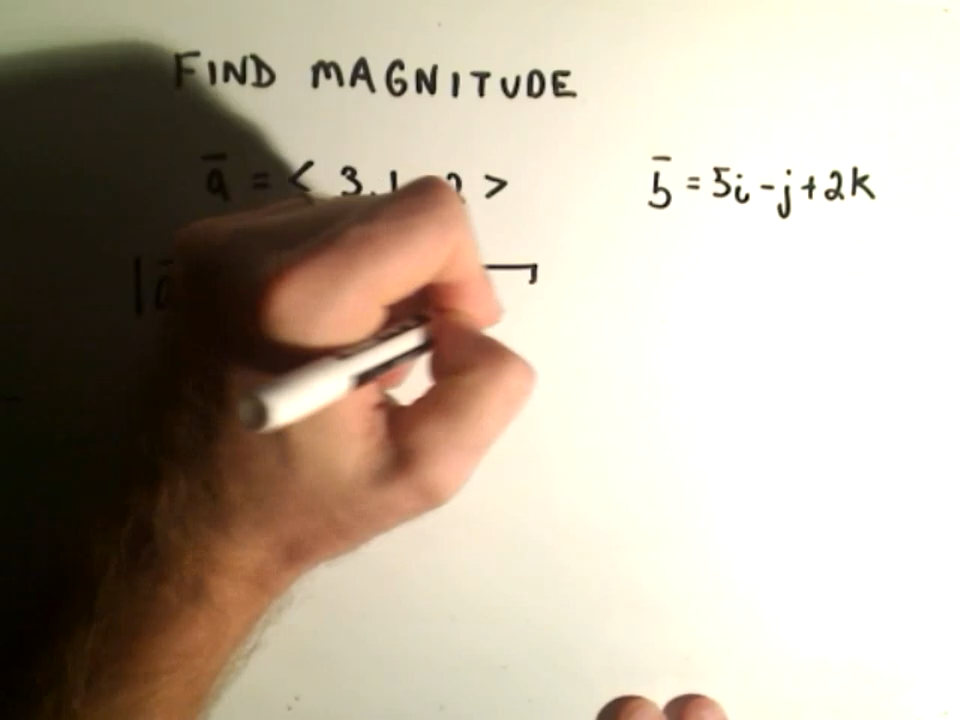 FIND MAGNITUDE
a̅ = < 3, 1, >
b̅ = 5i - j + 2k
|a̅